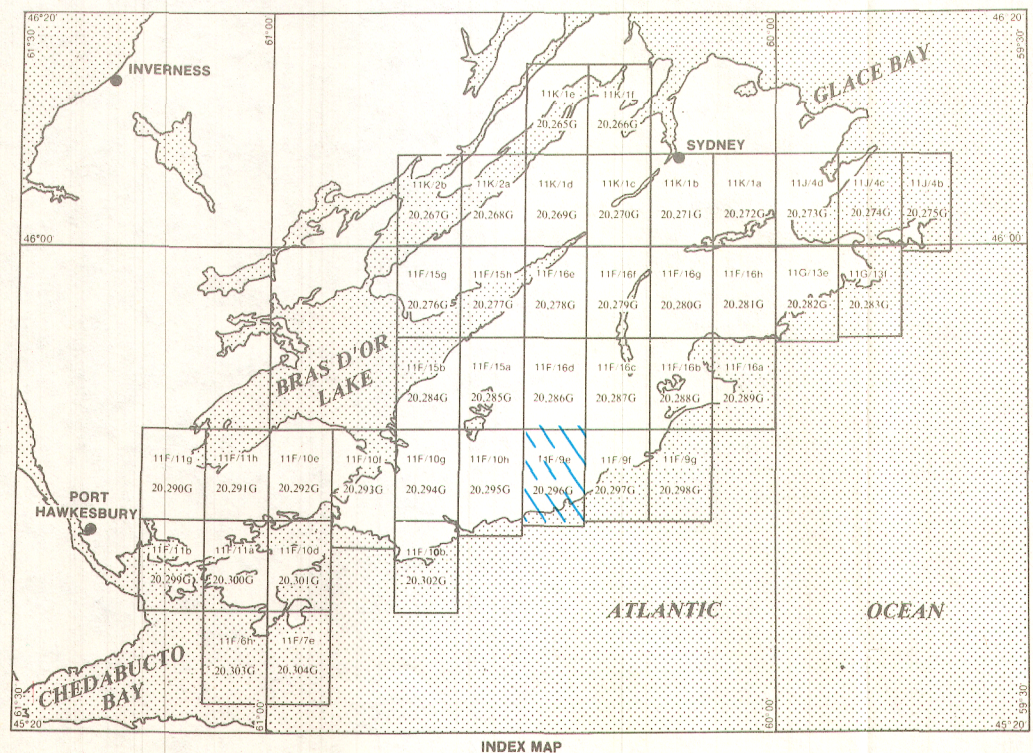 46°20'
46°20'
61°30'
61°00'
60°00'
59°30'
INVERNESS
GLACE BAY
SYDNEY
11K/1e
11K/1f
20,265G
20,266G
11K/2b
11K/2a
11K/1d
11K/1c
11K/1b
11K/1a
11J/4d
11J/4c
11J/4b
20,267G
20,268G
20,269G
20,270G
20,271G
20,272G
20,273G
20,274G
20,275G
46°00'
46°00'
11F/15g
11F/15h
11F/16e
11F/16f
11F/16g
11F/16h
11G/13e
11G/13f
20,276G
20,277G
20,278G
20,279G
20,280G
20,281G
20,282G
20,283G
BRAS D'OR
LAKE
11F/15b
11F/15a
11F/16d
11F/16c
11F/16b
11F/16a
20,284G
20,285G
20,286G
20,287G
20,288G
20,289G
11F/11g
11F/11h
11F/10e
11F/10f
11F/10g
11F/10h
11F/9e
11F/9f
11F/9g
20,290G
20,291G
20,292G
20,293G
20,294G
20,295G
20,296G
20,297G
20,298G
PORT
HAWKESBURY
11F/11b
11F/11a
11F/10d
11F/10b
20,299G
20,300G
20,301G
20,302G
ATLANTIC
OCEAN
11F/6h
11F/7e
20,303G
20,304G
CHEDABUCTO
BAY
61°30'
61°00'
60°00'
59°30'
45°20'
45°20'
INDEX MAP